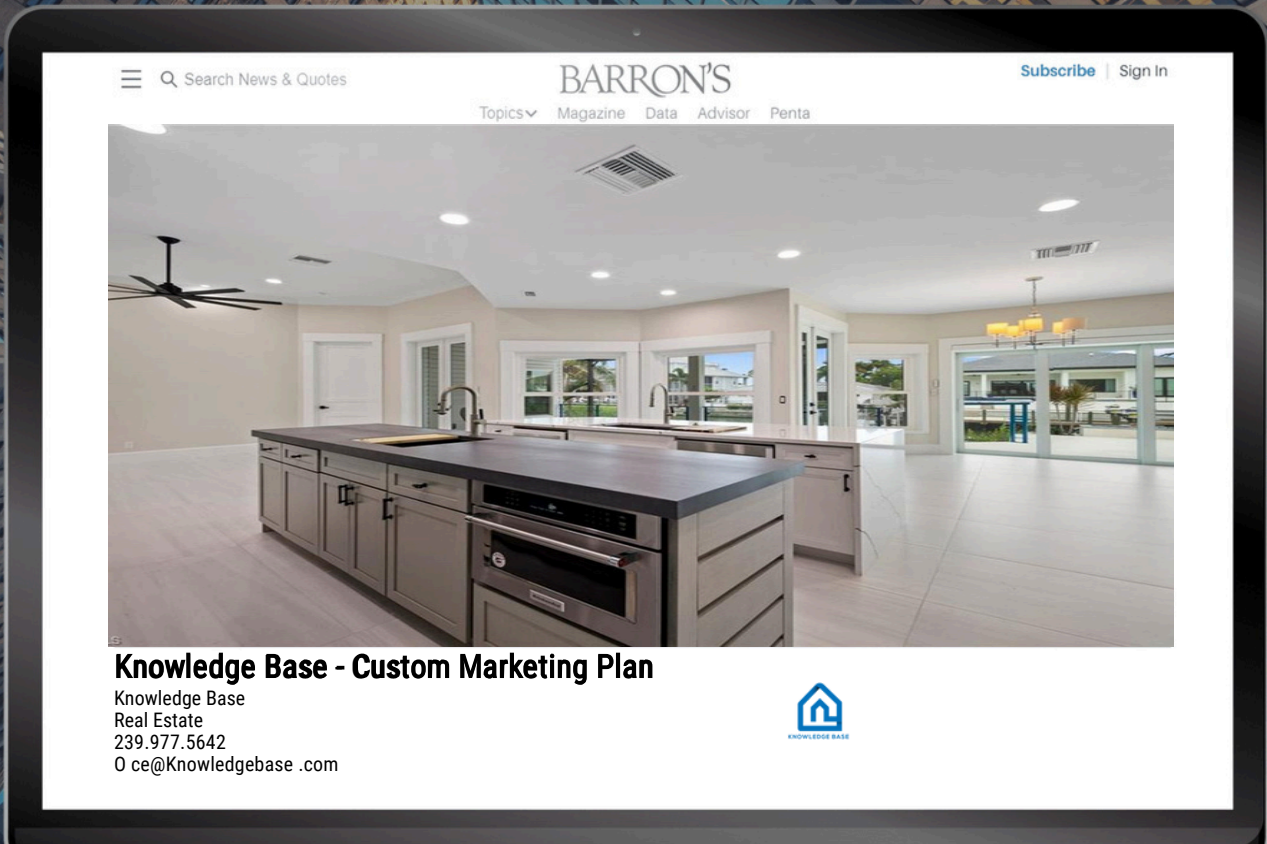 Search News & Quotes
BARRON'S
Subscribe | Sign In
Topics Magazine Data Advisor Penta
Knowledge Base - Custom Marketing Plan
Knowledge Base
Real Estate
239.977.5642
O ce@Knowledgebase .com
KNOWLEDGE BASE